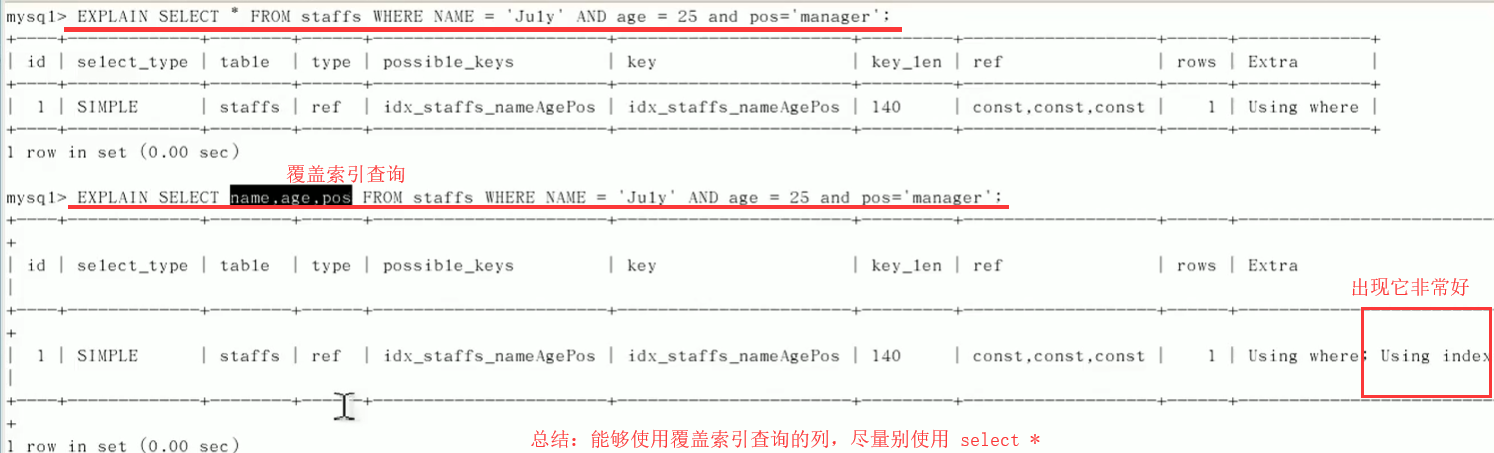 mysql> EXPLAIN SELECT * FROM staffs WHERE NAME = 'July' AND age = 25 and pos='manager';
+----+-------------+--------+------+-----------------------+-----------------------+---------+-------------------+------+-------------+
| id | select_type | table | type | possible_keys | key | key_len | ref | rows | Extra |
+----+-------------+--------+------+-----------------------+-----------------------+---------+-------------------+------+-------------+
| 1 | SIMPLE | staffs | ref | idx_staffs_nameAgePos | idx_staffs_nameAgePos | 140 | const,const,const | 1 | Using where |
+----+-------------+--------+------+-----------------------+-----------------------+---------+-------------------+------+-------------+
1 row in set (0.00 sec)
覆盖索引查询
mysql> EXPLAIN SELECT name,age,pos FROM staffs WHERE NAME = 'July' AND age = 25 and pos='manager';
+----+-------------+--------+------+-----------------------+-----------------------+---------+-------------------+------+--------------------------
+
| id | select_type | table | type | possible_keys | key | key_len | ref | rows | Extra
|
出现它非常好
+----+-------------+--------+------+-----------------------+-----------------------+---------+-------------------+------+--------------------------
+
| 1 | SIMPLE | staffs | ref | idx_staffs_nameAgePos | idx_staffs_nameAgePos | 140 | const,const,const | 1 | Using where; Using index
|
+----+-------------+--------+------+-----------------------+-----------------------+---------+-------------------+------+--------------------------
+
1 row in set (0.00 sec)
总结：能够使用覆盖索引查询的列，尽量别使用 select *